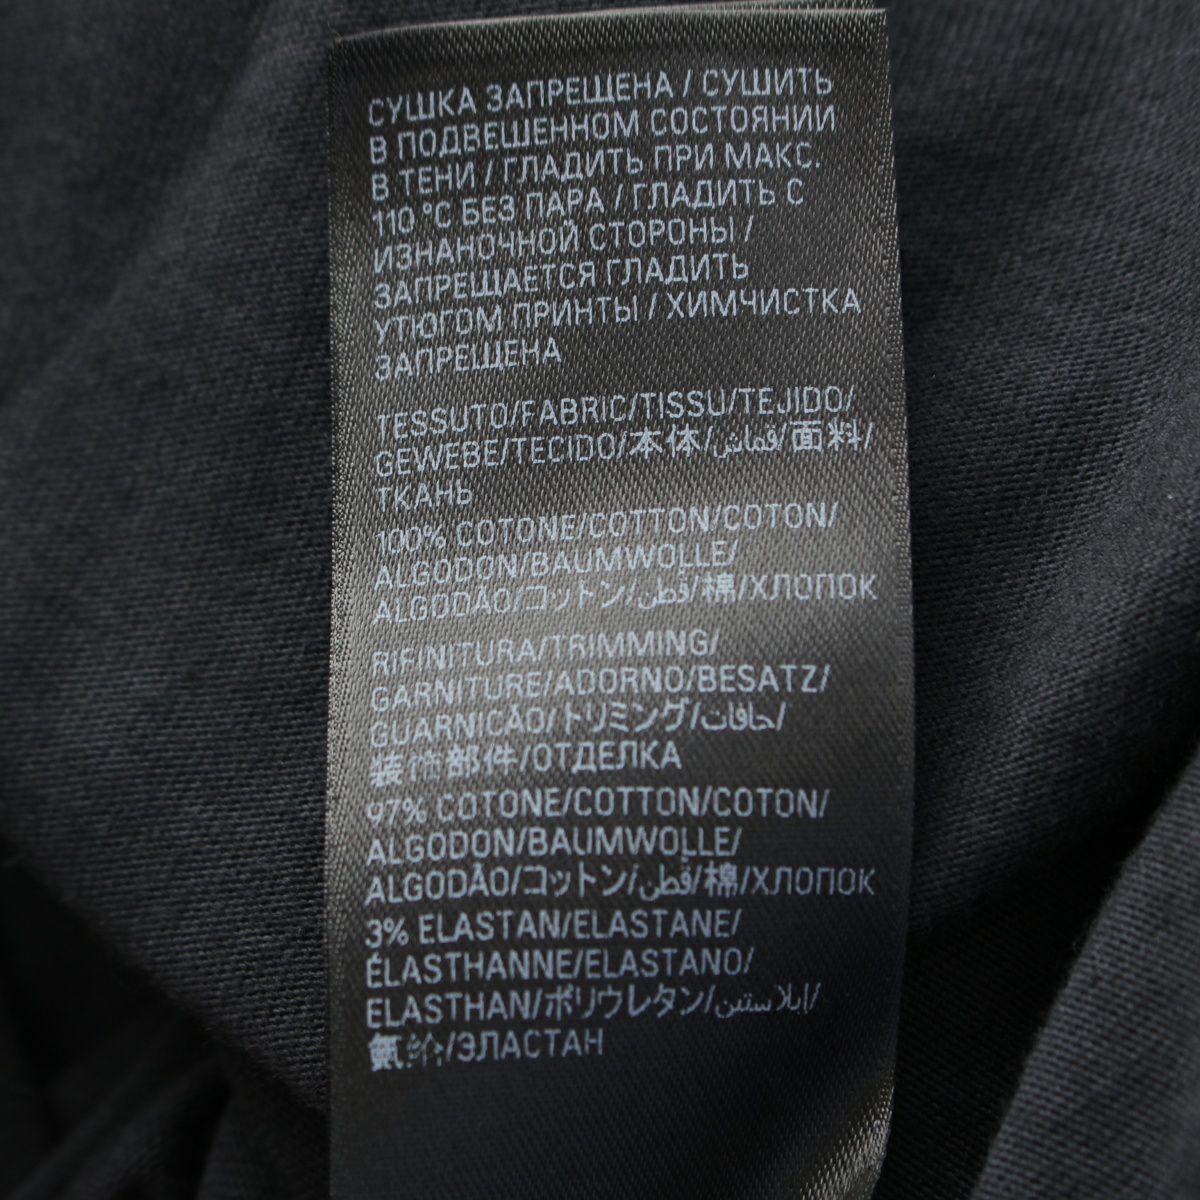 СУШКА ЗАПРЕЩЕНА / СУШИТЬ
В ПОДВЕШЕННОМ СОСТОЯНИИ
В ТЕНИ / ГЛАДИТЬ ПРИ МАКС.
110 °C БЕЗ ПАРА / ГЛАДИТЬ С
ИЗНАНОЧНОЙ СТОРОНЫ /
ЗАПРЕЩАЕТСЯ ГЛАДИТЬ
УТЮГОМ ПРИНТЫ / ХИМЧИСТКА
ЗАПРЕЩЕНА
TESSUTO/FABRIC/TISSU/TEJIDO/
GEWEBE/TECIDO/本体/قماش/面料/
ТКАНЬ
100% COTONE/COTTON/COTON/
ALGODON/BAUMWOLLE/
ALGODÃO/コットン/قطن/棉/ХЛОПОК
RIFINITURA/TRIMMING/
GARNITURE/ADORNO/BESATZ/
GUARNICÃO/トリミング/حافات/
装饰部件/ОТДЕЛКА
97% COTONE/COTTON/COTON/
ALGODON/BAUMWOLLE/
ALGODÃO/コットン/قطن/棉/ХЛОПОК
3% ELASTAN/ELASTANE/
ÉLASTHANNE/ELASTANO/
ELASTHAN/ポリウレタン/إيلاستين/
氨纶/ЭЛАСТАН